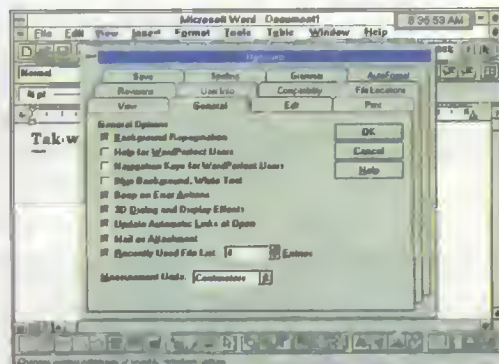 Microsoft Word Document1
8:36:53 AM
File Edit View Insert Format Tools Table Window Help
Normal
Save Spelling Grammar AutoFormat
Revisions User Info Compatibility File Locations
View General Edit Print
General Options
Background Repagination
Help for WordPerfect Users
Navigation Keys for WordPerfect Users
Blue Background, White Text
Beep on Error Actions
3D Dialog and Display Effects
Update Automatic Links at Open
Mail as Attachment
Recently Used File List: 4 Entries
Measurement Units: Centimeters
OK
Cancel
Help
Tak w